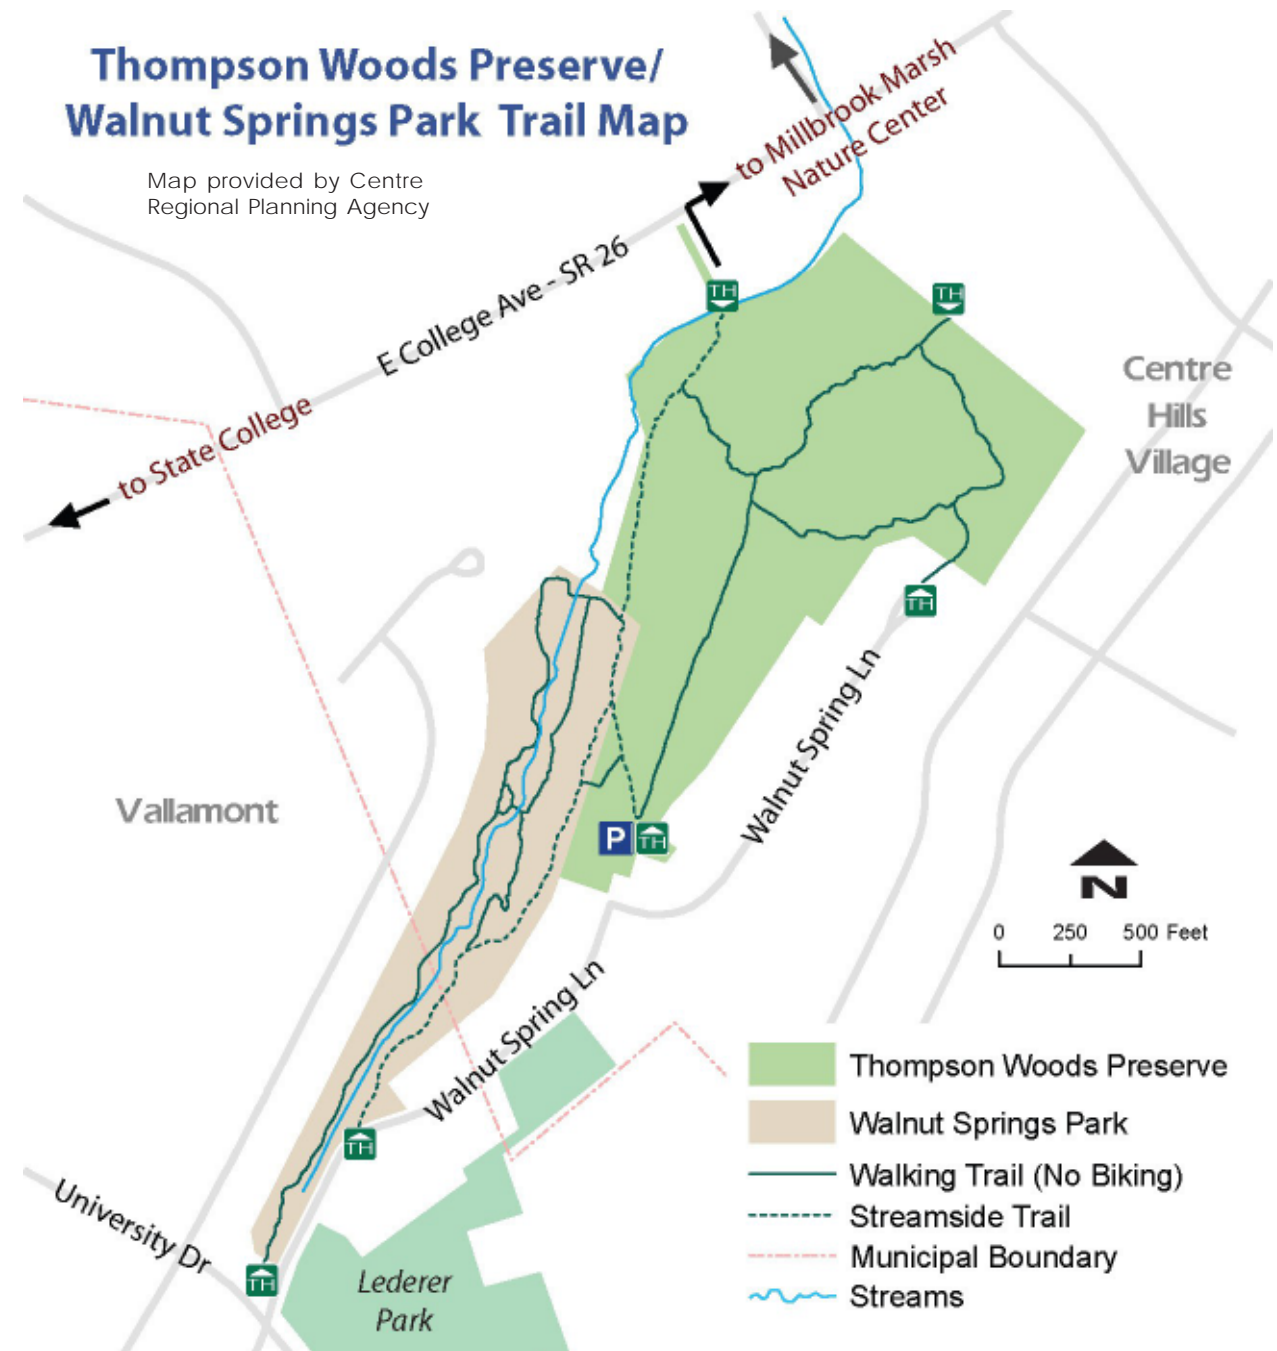 Thompson Woods Preserve/
Walnut Springs Park Trail Map
Map provided by Centre
Regional Planning Agency
to Millbrook Marsh
Nature Center
E College Ave - SR 26
to State College
TH
TH
Centre
Hills
Village
TH
Walnut Spring Ln
Vallamont
P
TH
N
0 250 500 Feet
Walnut Spring Ln
TH
University Dr
TH
Lederer
Park
Thompson Woods Preserve
Walnut Springs Park
Walking Trail (No Biking)
Streamside Trail
Municipal Boundary
Streams